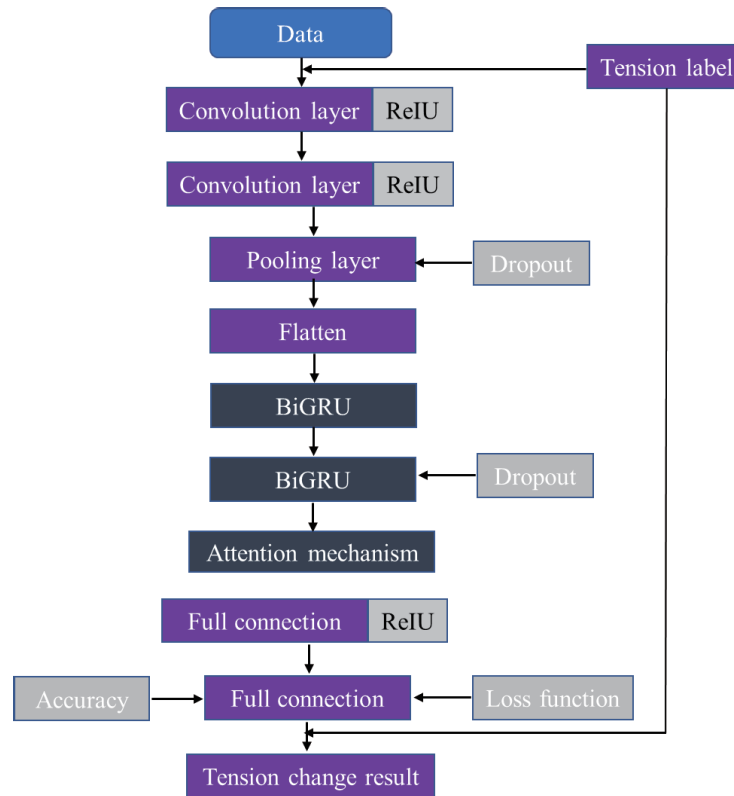 Data
Tension label
Convolution layer
ReIU
Convolution layer
ReIU
Pooling layer
Dropout
Flatten
BiGRU
BiGRU
Dropout
Attention mechanism
Full connection
ReIU
Accuracy
Full connection
Loss function
Tension change result